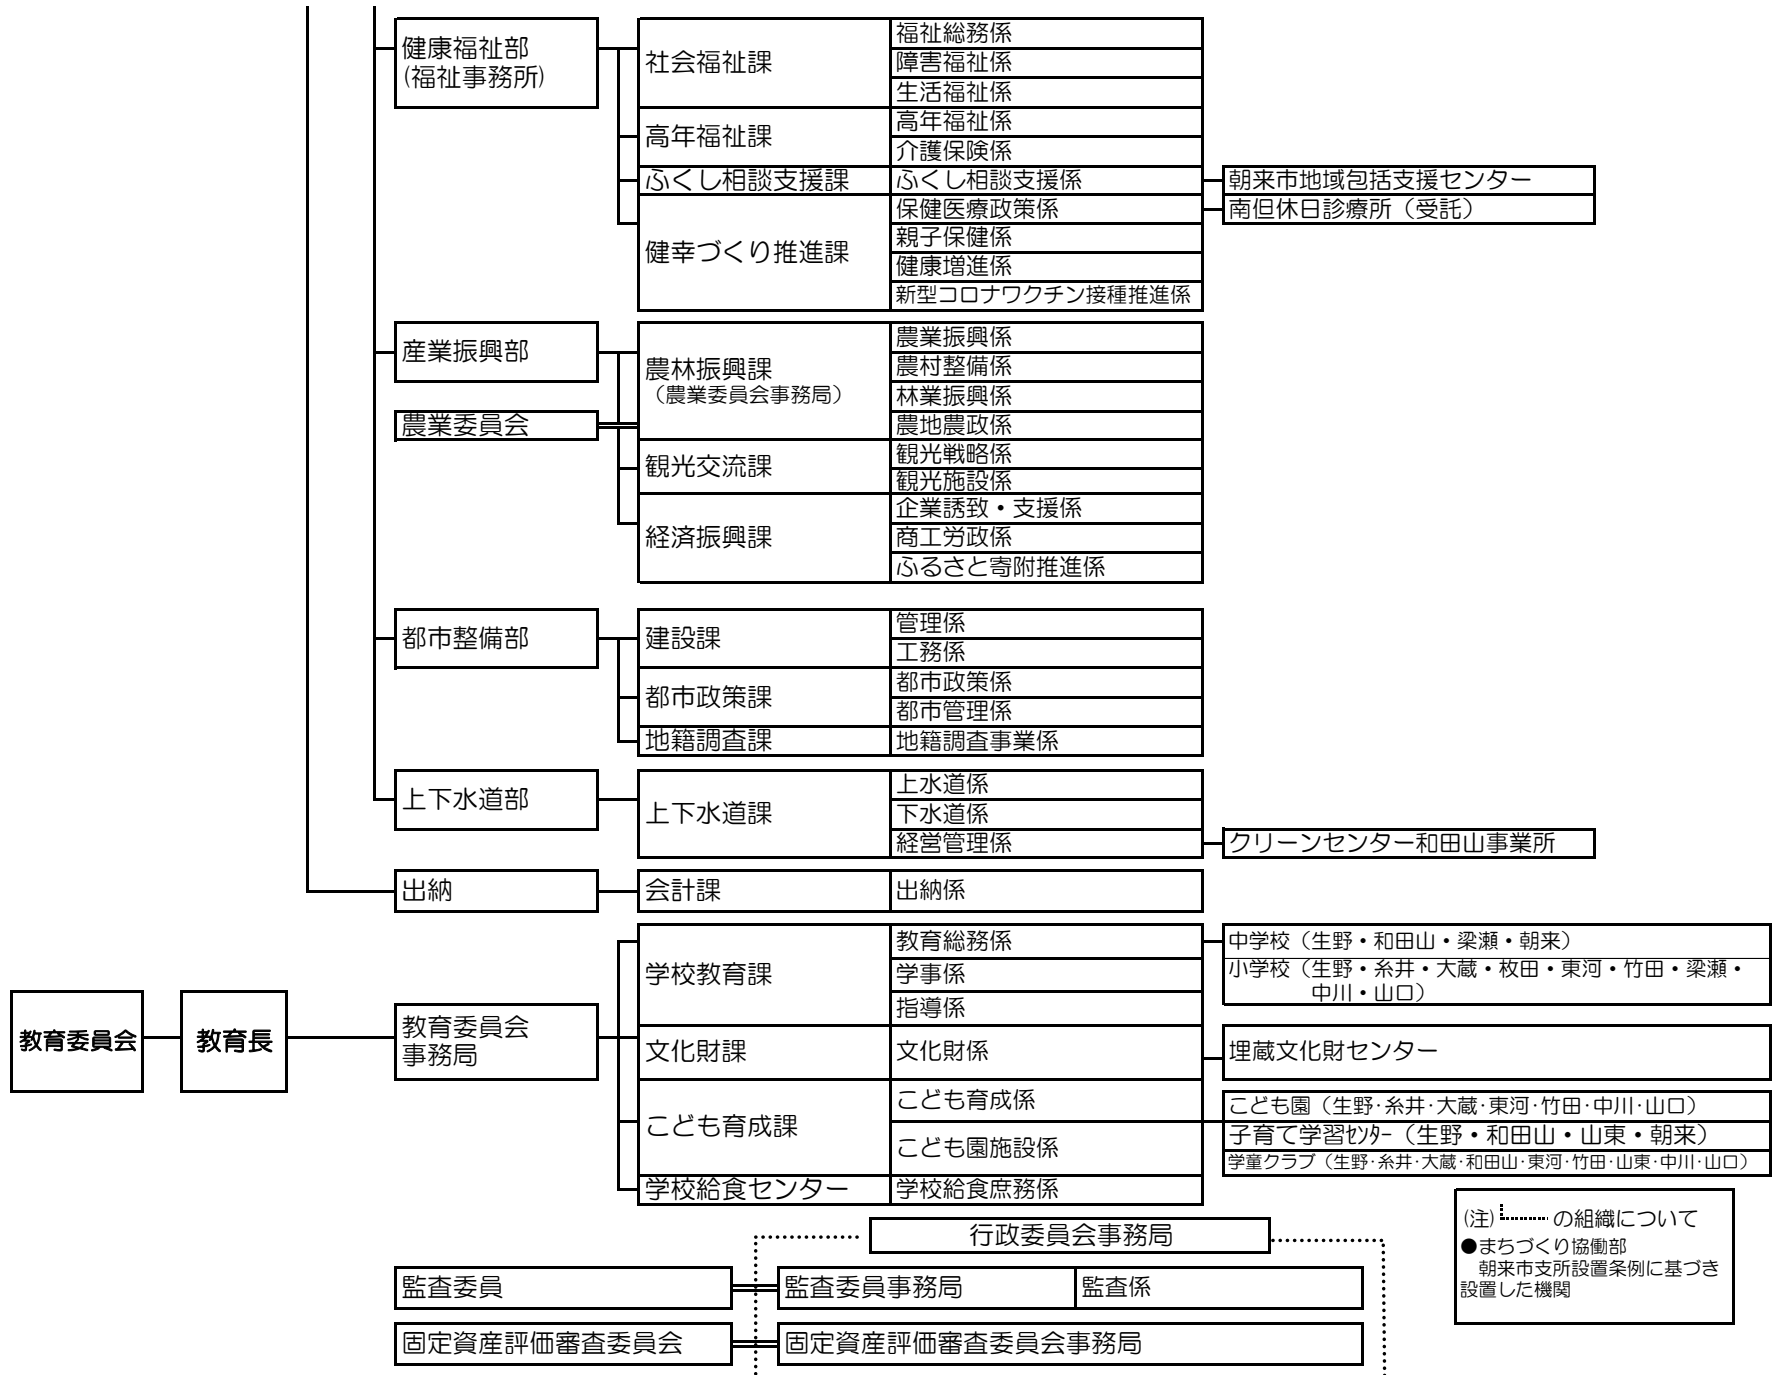 健康福祉部
(福祉事務所)
社会福祉課
福祉総務係
障害福祉係
生活福祉係
高年福祉課
高年福祉係
介護保険係
ふくし相談支援課
ふくし相談支援係
朝来市地域包括支援センター
健幸づくり推進課
保健医療政策係
南但休日診療所（受託）
親子保健係
健康増進係
新型コロナワクチン接種推進係
産業振興部
農林振興課
（農業委員会事務局）
農業振興係
農村整備係
林業振興係
農地農政係
農業委員会
観光交流課
観光戦略係
観光施設係
経済振興課
企業誘致・支援係
商工労政係
ふるさと寄附推進係
都市整備部
建設課
管理係
工務係
都市政策課
都市政策係
都市管理係
地籍調査課
地籍調査事業係
上下水道部
上下水道課
上水道係
下水道係
経営管理係
クリーンセンター和田山事業所
出納
会計課
出納係
教育委員会
教育長
教育委員会
事務局
学校教育課
教育総務係
学事係
指導係
中学校（生野・和田山・梁瀬・朝来）
小学校（生野・糸井・大蔵・枚田・東河・竹田・梁瀬・
中川・山口）
文化財課
文化財係
埋蔵文化財センター
こども育成課
こども育成係
こども園施設係
こども園（生野･糸井･大蔵･東河･竹田･中川･山口）
子育て学習ｾﾝﾀｰ（生野・和田山・山東・朝来）
学童クラブ（生野･糸井･大蔵･和田山･東河･竹田･山東･中川･山口）
学校給食センター
学校給食庶務係
行政委員会事務局
監査委員
監査委員事務局
監査係
固定資産評価審査委員会
固定資産評価審査委員会事務局
(注) の組織について
●まちづくり協働部
朝来市支所設置条例に基づき
設置した機関